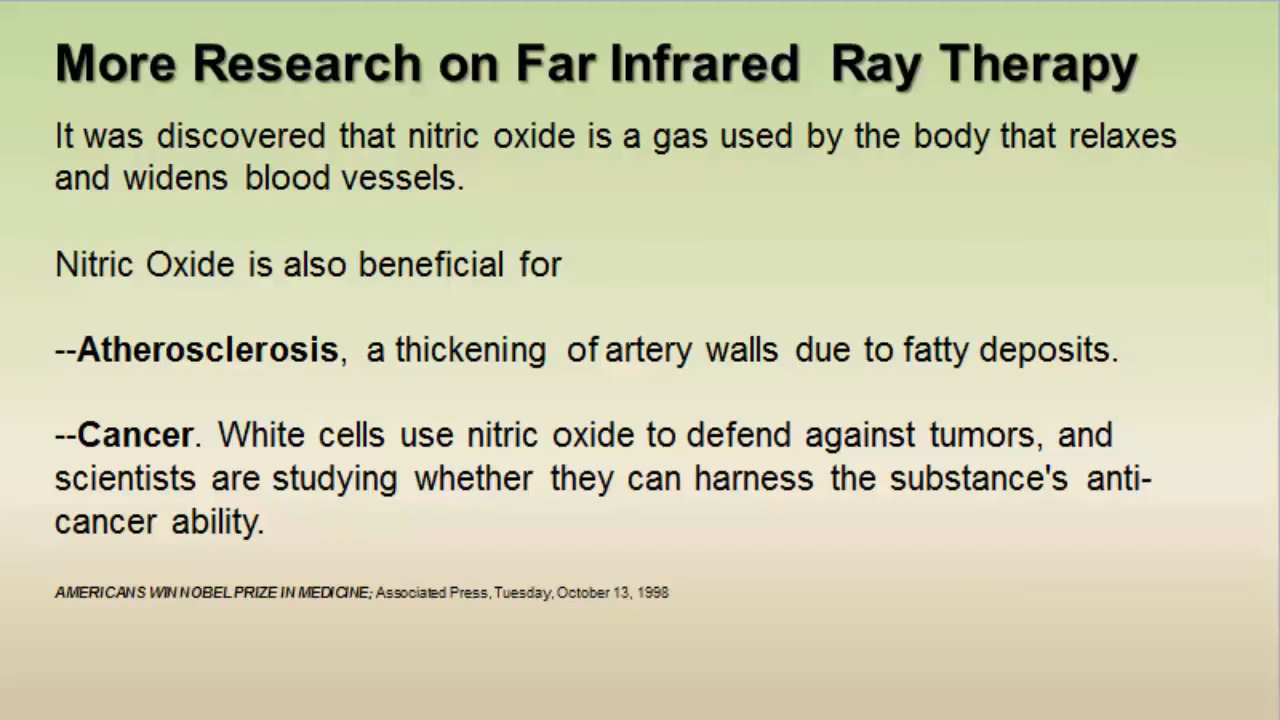 More Research on Far Infrared Ray Therapy
It was discovered that nitric oxide is a gas used by the body that relaxes
and widens blood vessels.
Nitric Oxide is also beneficial for
--Atherosclerosis, a thickening of artery walls due to fatty deposits.
--Cancer. White cells use nitric oxide to defend against tumors, and
scientists are studying whether they can harness the substance's anti-
cancer ability.
AMERICANS WIN NOBEL PRIZE IN MEDICINE; Associated Press, Tuesday, October 13, 1998